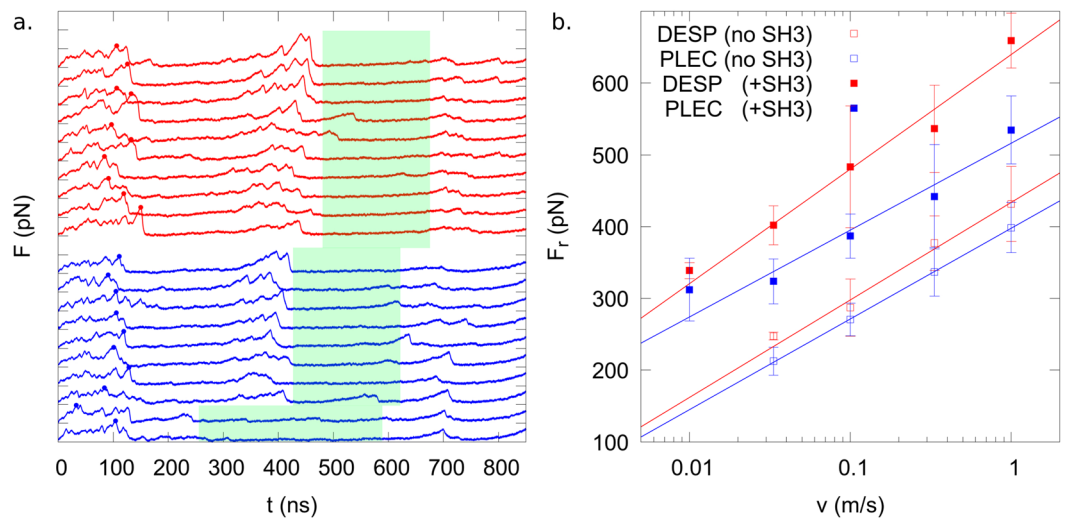 a.
F (pN)
0 100 200 300 400 500 600 700 800
t (ns)
b.
DESP (no SH3)
PLEC (no SH3)
DESP (+SH3)
PLEC (+SH3)
Fr (pN)
600
500
400
300
200
100
0.01 0.1 1
v (m/s)